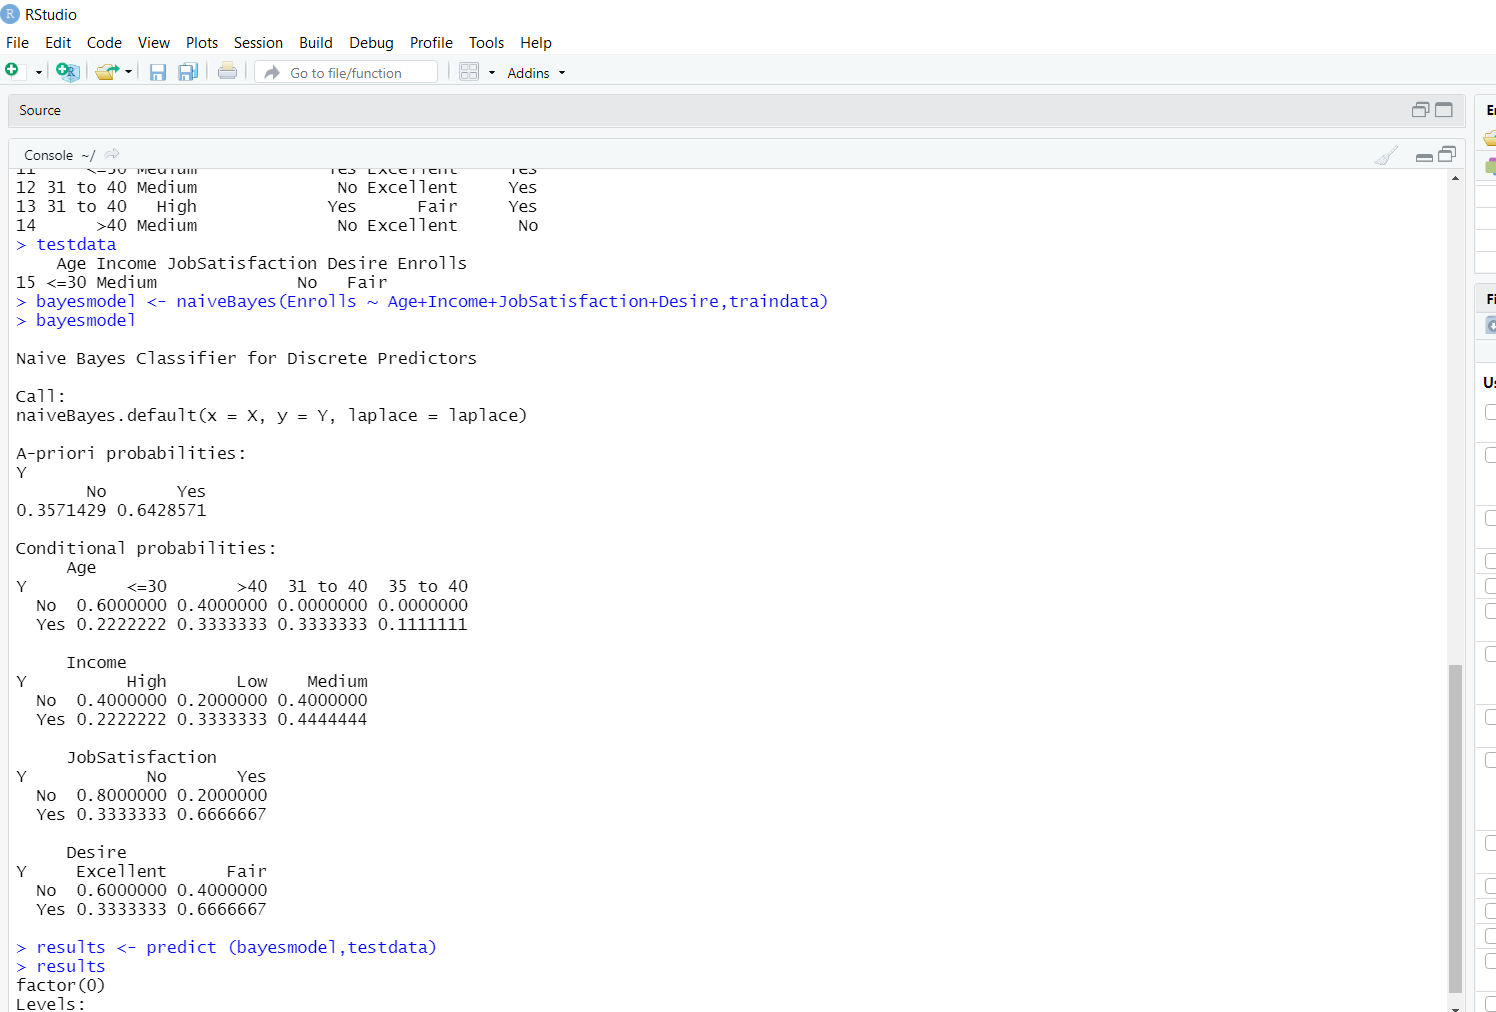 RStudio
File Edit Code View Plots Session Build Debug Profile Tools Help
Go to file/function Addins
Source
Console ~/
11 <=30 Medium Yes Excellent Yes
12 31 to 40 Medium No Excellent Yes
13 31 to 40 High Yes Fair Yes
14 >40 Medium No Excellent No
> testdata
Age Income JobSatisfaction Desire Enrolls
15 <=30 Medium No Fair
> bayesmodel <- naiveBayes(Enrolls ~ Age+Income+JobSatisfaction+Desire,traindata)
> bayesmodel
Naive Bayes Classifier for Discrete Predictors
Call:
naiveBayes.default(x = X, y = Y, laplace = laplace)
A-priori probabilities:
Y
No Yes
0.3571429 0.6428571
Conditional probabilities:
Age
Y <=30 >40 31 to 40 35 to 40
No 0.6000000 0.4000000 0.0000000 0.0000000
Yes 0.2222222 0.3333333 0.3333333 0.1111111
Income
Y High Low Medium
No 0.4000000 0.2000000 0.4000000
Yes 0.2222222 0.3333333 0.4444444
JobSatisfaction
Y No Yes
No 0.8000000 0.2000000
Yes 0.3333333 0.6666667
Desire
Y Excellent Fair
No 0.6000000 0.4000000
Yes 0.3333333 0.6666667
> results <- predict (bayesmodel,testdata)
> results
factor(0)
Levels: